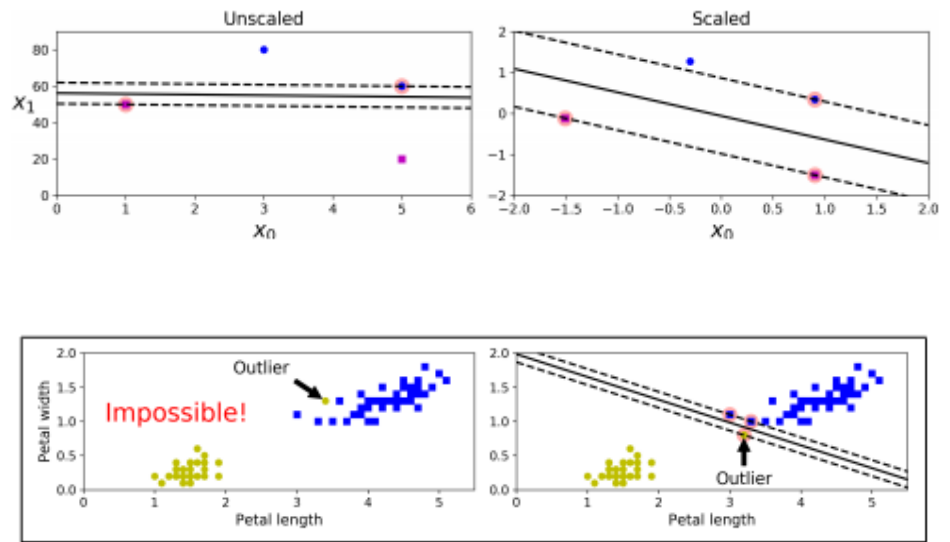 Unscaled
Scaled
80
60
40
20
0
x₁
0 1 2 3 4 5 6
x₀
2
1
0
−1
−2
−2.0 −1.5 −1.0 −0.5 0.0 0.5 1.0 1.5 2.0
x₀
2.0
1.5
1.0
0.5
0.0
Petal width
Outlier
Impossible!
0 1 2 3 4 5
Petal length
2.0
1.5
1.0
0.5
0.0
Outlier
0 1 2 3 4 5
Petal length